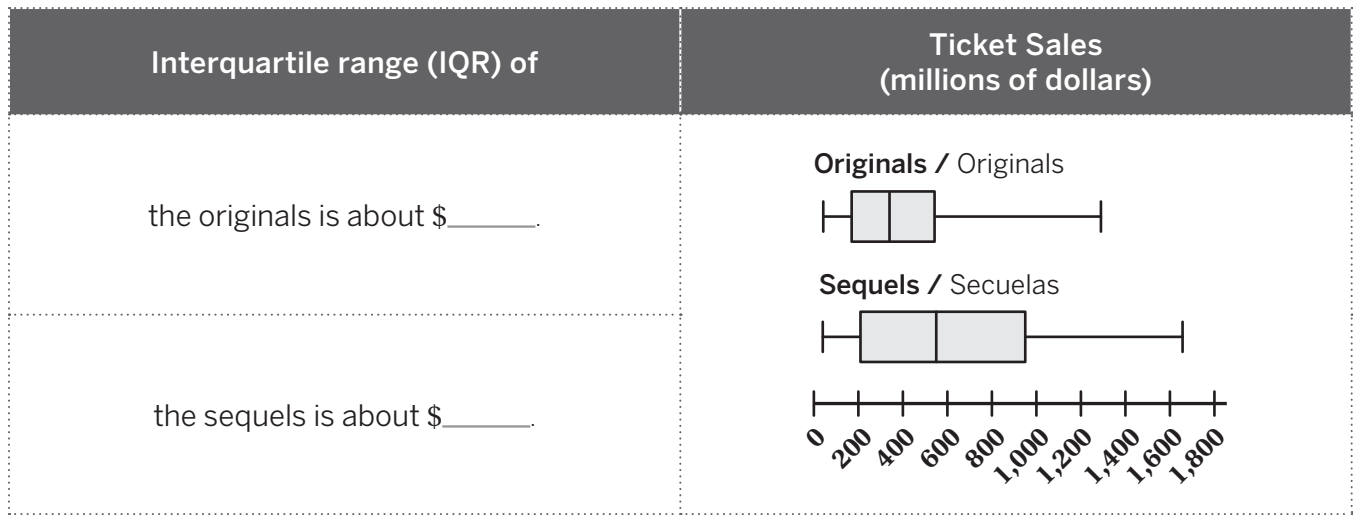 Interquartile range (IQR) of
Ticket Sales
(millions of dollars)
the originals is about $______.
the sequels is about $______.
Originals / Originals
Sequels / Secuelas
0
200
400
600
800
1,000
1,200
1,400
1,600
1,800